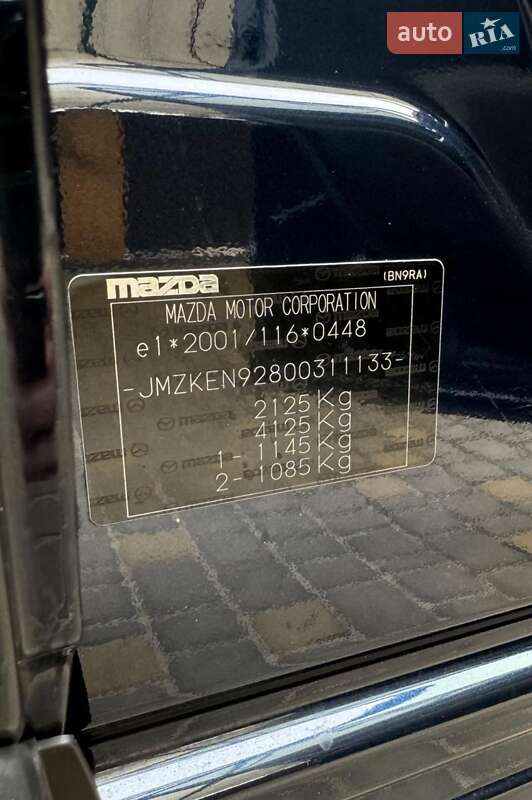 auto RIA.com
mazda
(BN9RA)
MAZDA MOTOR CORPORATION
e1*2001/116*0448
-JMZKEN92800311133-
2125 Kg
4125 Kg
1- 1145 Kg
2- 1085 Kg